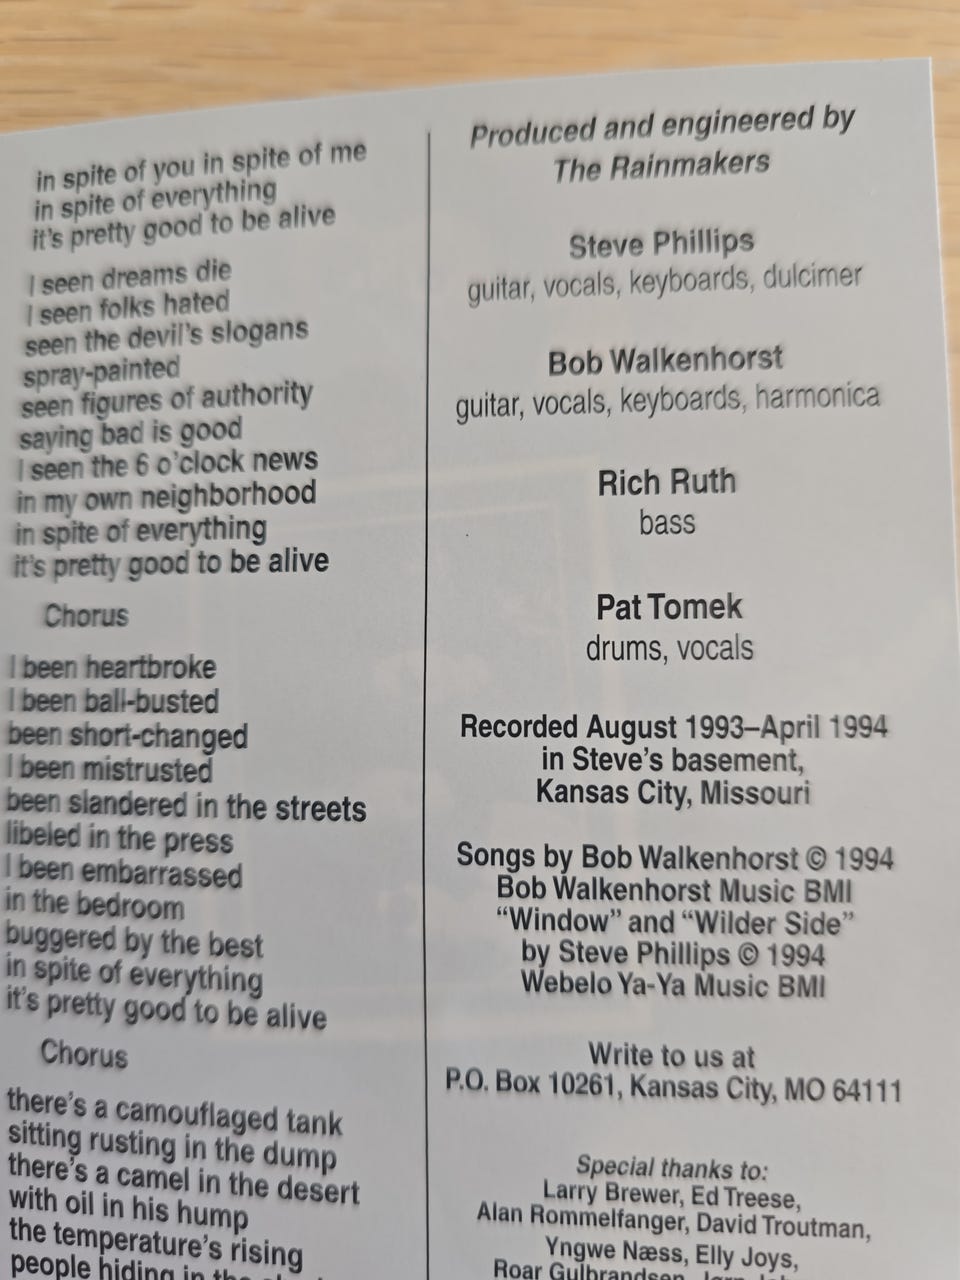 in spite of you in spite of me
in spite of everything
it's pretty good to be alive
I seen dreams die
I seen folks hated
seen the devil's slogans
spray-painted
seen figures of authority
saying bad is good
I seen the 6 o'clock news
in my own neighborhood
in spite of everything
it's pretty good to be alive
Chorus
I been heartbroke
I been ball-busted
been short-changed
I been mistrusted
been slandered in the streets
libeled in the press
I been embarrassed
in the bedroom
buggered by the best
in spite of everything
it's pretty good to be alive
Chorus
there's a camouflaged tank
sitting rusting in the dump
there's a camel in the desert
with oil in his hump
the temperature's rising
people hiding in the
Produced and engineered by
The Rainmakers
Steve Phillips
guitar, vocals, keyboards, dulcimer
Bob Walkenhorst
guitar, vocals, keyboards, harmonica
Rich Ruth
bass
Pat Tomek
drums, vocals
Recorded August 1993–April 1994
in Steve's basement,
Kansas City, Missouri
Songs by Bob Walkenhorst © 1994
Bob Walkenhorst Music BMI
“Window” and “Wilder Side”
by Steve Phillips © 1994
Webelo Ya-Ya Music BMI
Write to us at
P.O. Box 10261, Kansas City, MO 64111
Special thanks to:
Larry Brewer, Ed Treese,
Alan Rommelfanger, David Troutman,
Yngwe Næss, Elly Joys,
Roar Gulbrandsen,